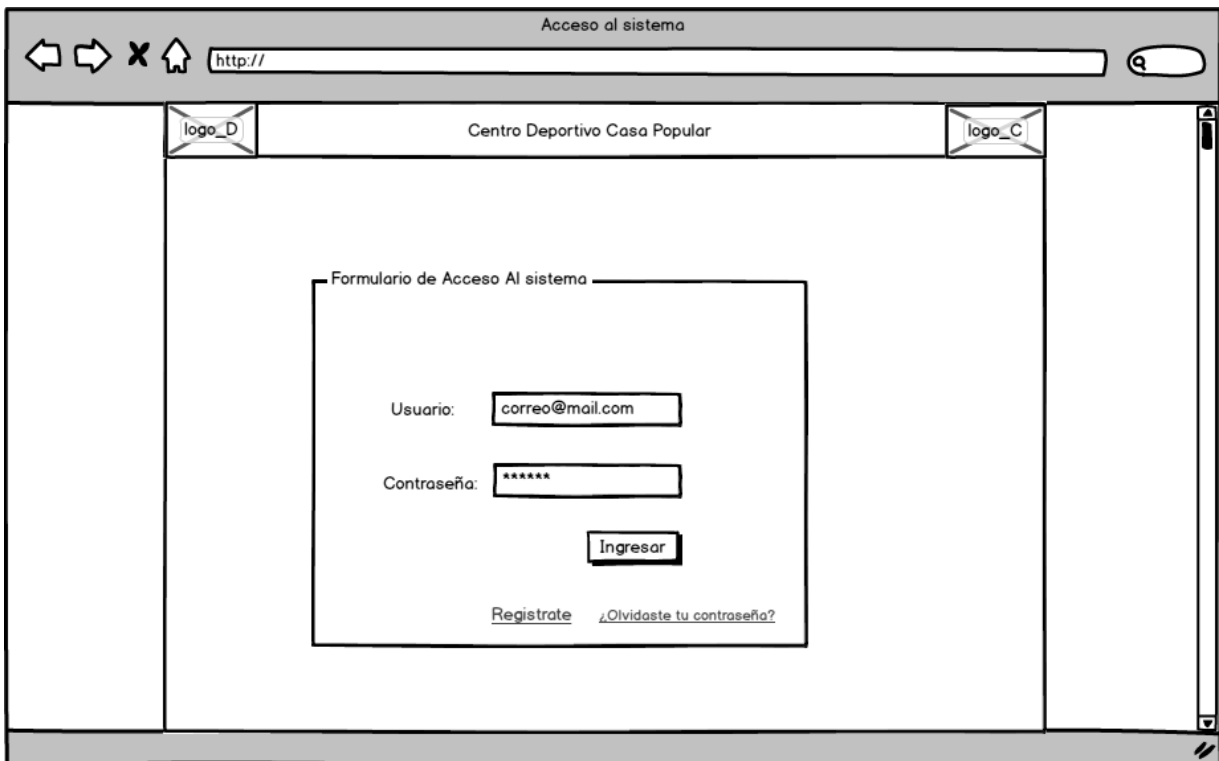 Acceso al sistema
http://
logo_D
Centro Deportivo Casa Popular
logo_C
Formulario de Acceso Al sistema
Usuario:
correo@mail.com
Contraseña:
******
Ingresar
Registrate
¿Olvidaste tu contraseña?